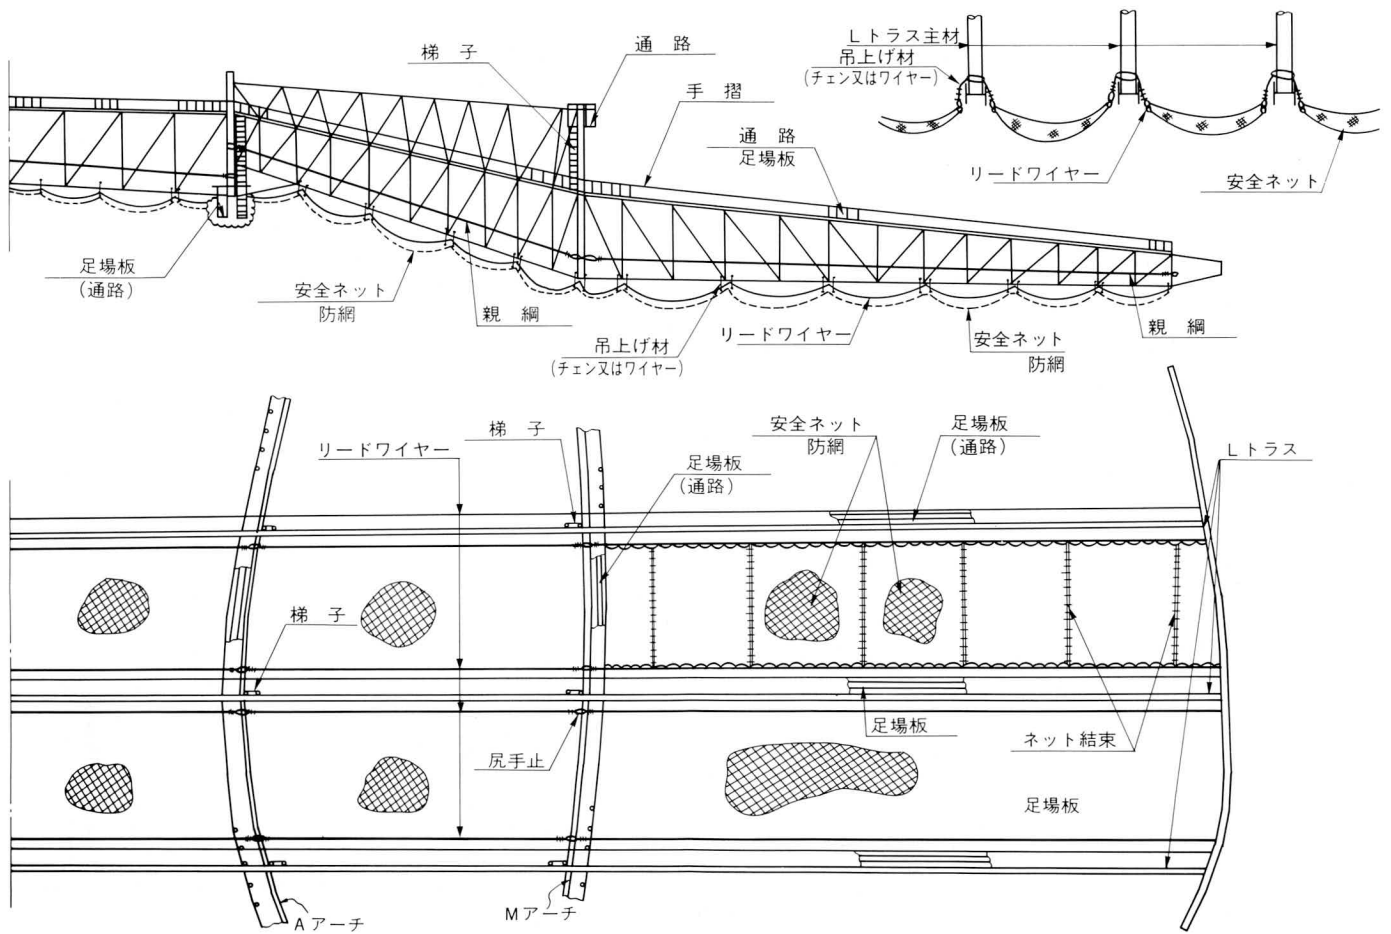 梯子
通路
手摺
通路
足場板
Lトラス主材
吊上げ材
(チェン又はワイヤー)
リードワイヤー
安全ネット
足場板
(通路)
安全ネット
防網
親綱
吊上げ材
(チェン又はワイヤー)
リードワイヤー
安全ネット
防網
親綱
リードワイヤー
梯子
足場板
(通路)
安全ネット
防網
足場板
(通路)
Lトラス
梯子
尻手止
足場板
ネット結束
足場板
Aアーチ
Mアーチ